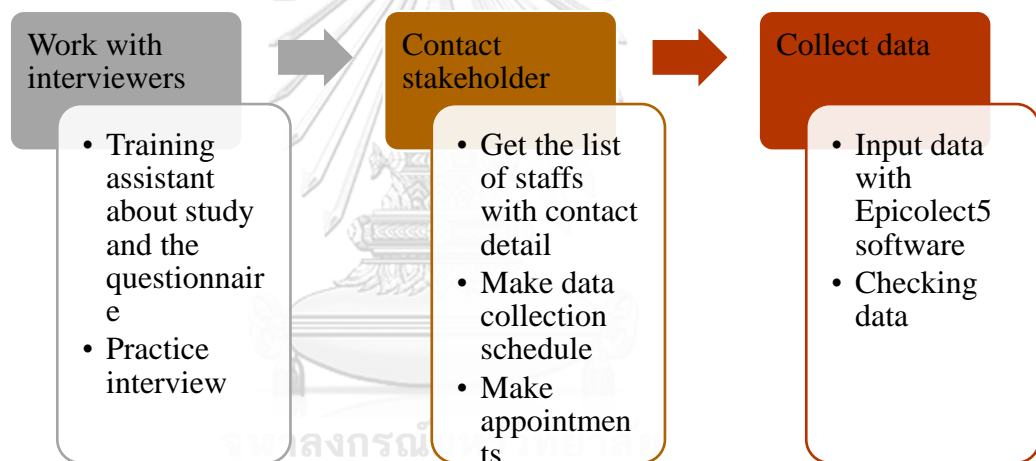 Work with
interviewers
• Training
assistant
about study
and the
questionnair
e
• Practice
interview
Contact
stakeholder
• Get the list
of staffs
with contact
detail
• Make data
collection
schedule
• Make
appointmen
ts
Collect data
• Input data
with
Epicolect5
software
• Checking
data